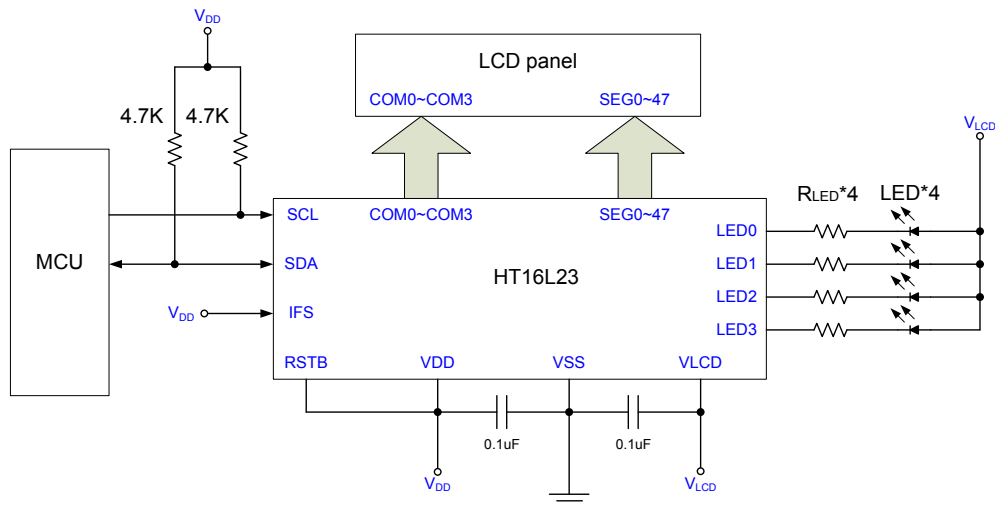 VDD
LCD panel
COM0~COM3 SEG0~47
4.7K 4.7K
VLCD
RLED*4 LED*4
MCU
SCL COM0~COM3 SEG0~47
LED0
SDA
HT16L23
LED1
LED2
VDD IFS
LED3
RSTB VDD VSS VLCD
0.1uF 0.1uF
VDD VLCD